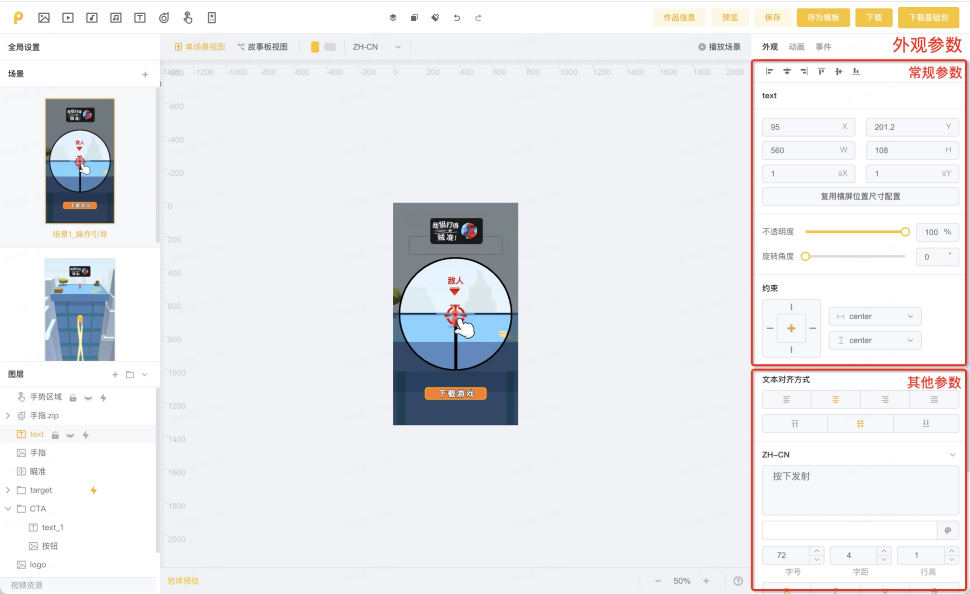 作品信息 预览 保存 存为模板 下载 下载基础包
全局设置
单场景视图 故事板视图 ZH-CN 播放场景
外观 动画 事件 外观参数
场景
常规参数
-1400 -1200 -1000 -800 -600 -400 -200 0 200 400 600 800 1000 1200 1400 1600 1800 2000
text
95 X 201.2 Y
560 W 108 H
1 sX 1 sY
复用横屏位置尺寸配置
不透明度 100 %
旋转角度 0 °
约束
center
center
敌人
下载游戏
场景1_操作引导
-600
-400
-200
0
200
400
600
800
1000
1200
1400
1600
1800
2000
我狙打得
贼准!
敌人
下载游戏
图层
手势区域
手指.zip
text
手指
瞄准
target
CTA
text_1
按钮
logo
视频资源
包体预估
50%
文本对齐方式 其他参数
ZH-CN
按下发射
72 4 1
字号 字距 行高